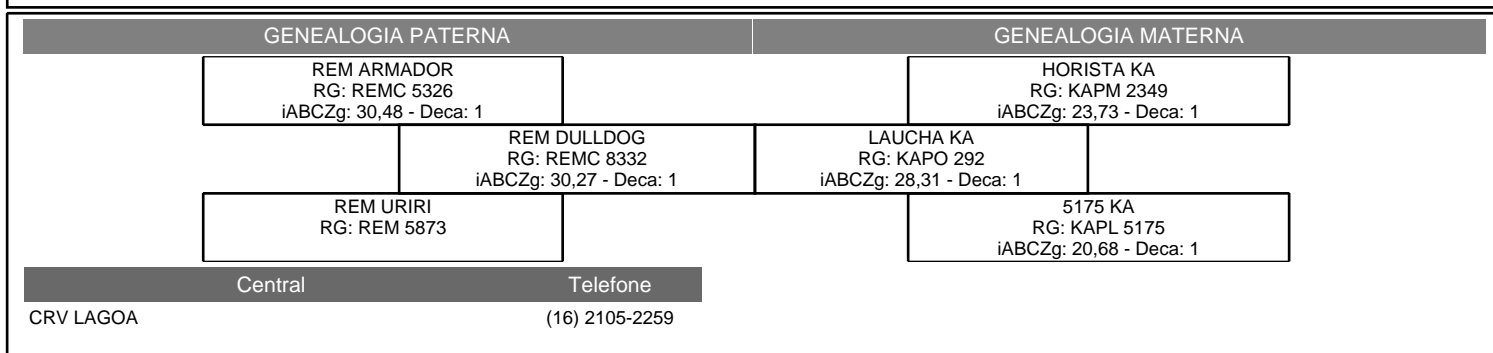 GENEALOGIA PATERNA
GENEALOGIA MATERNA
REM ARMADOR
RG: REMC 5326
iABCZg: 30,48 - Deca: 1
HORISTA KA
RG: KAPM 2349
iABCZg: 23,73 - Deca: 1
REM DULLDOG
RG: REMC 8332
iABCZg: 30,27 - Deca: 1
LAUCHA KA
RG: KAPO 292
iABCZg: 28,31 - Deca: 1
REM URIRI
RG: REM 5873
5175 KA
RG: KAPL 5175
iABCZg: 20,68 - Deca: 1
Central Telefone
CRV LAGOA (16) 2105-2259